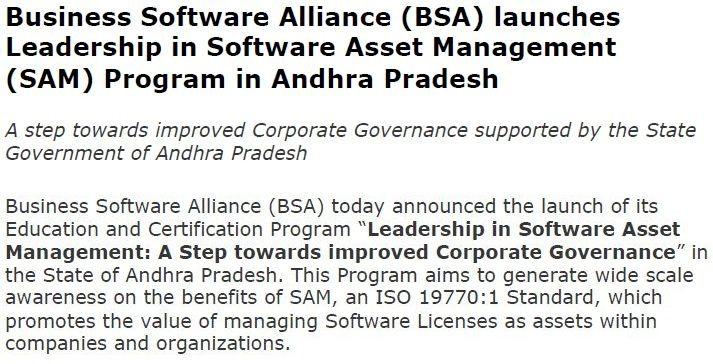 Business Software Alliance (BSA) launches
Leadership in Software Asset Management
(SAM) Program in Andhra Pradesh
A step towards improved Corporate Governance supported by the State
Government of Andhra Pradesh
Business Software Alliance (BSA) today announced the launch of its
Education and Certification Program “Leadership in Software Asset
Management: A Step towards improved Corporate Governance” in
the State of Andhra Pradesh. This Program aims to generate wide scale
awareness on the benefits of SAM, an ISO 19770:1 Standard, which
promotes the value of managing Software Licenses as assets within
companies and organizations.